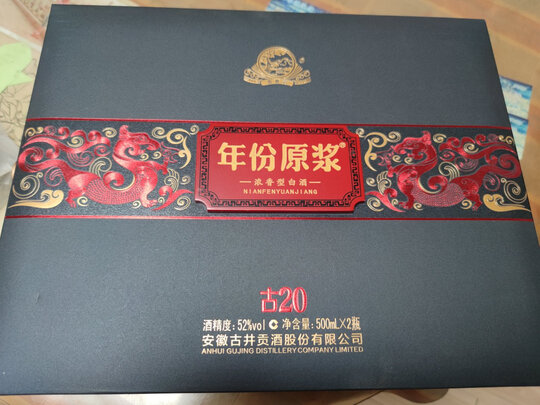 年份原浆®
浓香型白酒
NIANFENYUANJIANG
古20
酒精度:52%vol C 净含量:500mL×2瓶
安徽古井贡酒股份有限公司
ANHUI GUJING DISTILLERY COMPANY LIMITED